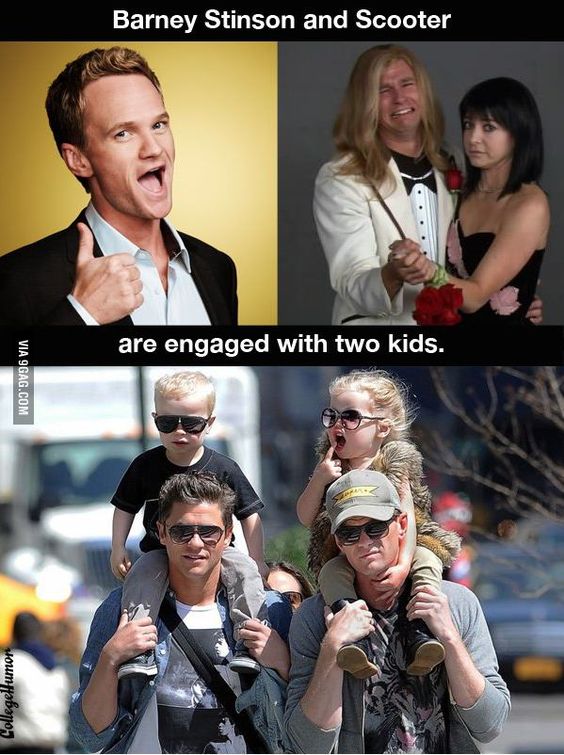 Barney Stinson and Scooter
are engaged with two kids.
VIA 9GAG.COM
CollegeHumor